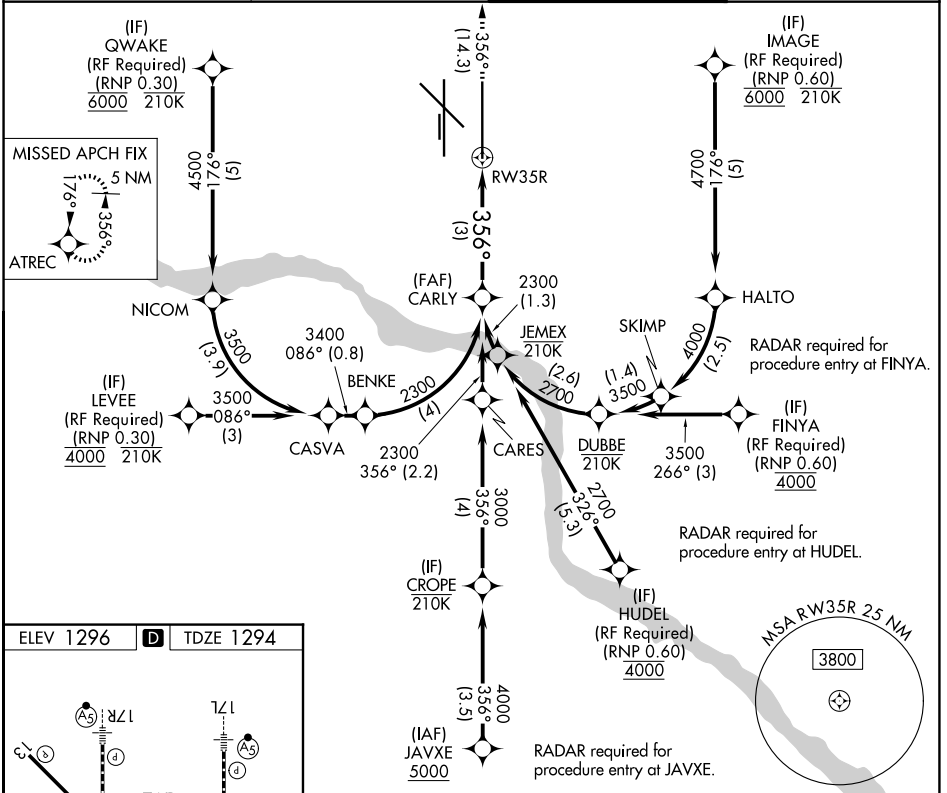 (IF)
QWAKE
(RF Required)
(RNP 0.30)
6000 210K
356°
(14.3)
(IF)
IMAGE
(RF Required)
(RNP 0.60)
6000 210K
MISSED APCH FIX
5 NM
176°
356°
ATREC
4500
176°
(5)
RW35R
4700
176°
(5)
356°
(3)
(FAF)
CARLY
2300
(1.3)
NICOM
HALTO
JEMEX
210K
SKIMP
3500
(3.9)
3400
086° (0.8)
4000
(2.5)
RADAR required for
procedure entry at FINYA.
(2.6)
2700
(1.4)
3500
(IF)
LEVEE
(RF Required)
(RNP 0.30)
4000 210K
3500
086°
(3)
BENKE
2300
(4)
CASVA
2300
356° (2.2)
CARES
DUBBE
210K
3500
266° (3)
(IF)
FINYA
(RF Required)
(RNP 0.60)
4000
3000
356°
(4)
2700
326°
(5.3)
RADAR required for
procedure entry at HUDEL.
(IF)
CROPE
210K
(IF)
HUDEL
(RF Required)
(RNP 0.60)
4000
MSA RW35R 25 NM
3800
ELEV 1296 D TDZE 1294
4000
356°
(3.5)
(IAF)
JAVXE
5000
RADAR required for
procedure entry at JAVXE.
A5
17R
17L
A5
13
P
P
P